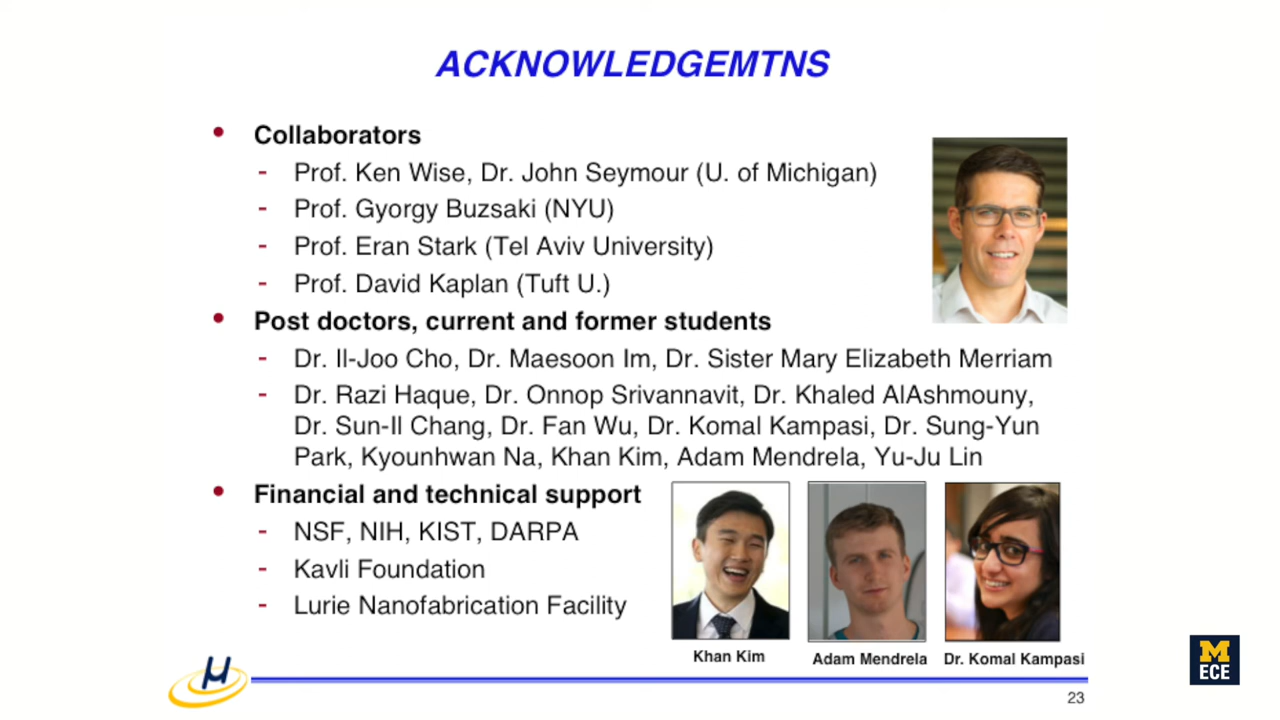 ACKNOWLEDGEMTNS
• Collaborators
- Prof. Ken Wise, Dr. John Seymour (U. of Michigan)
- Prof. Gyorgy Buzsaki (NYU)
- Prof. Eran Stark (Tel Aviv University)
- Prof. David Kaplan (Tuft U.)
• Post doctors, current and former students
- Dr. Il-Joo Cho, Dr. Maesoon Im, Dr. Sister Mary Elizabeth Merriam
- Dr. Razi Haque, Dr. Onnop Srivannavit, Dr. Khaled AlAshmouny,
Dr. Sun-Il Chang, Dr. Fan Wu, Dr. Komal Kampasi, Dr. Sung-Yun
Park, Kyounhwan Na, Khan Kim, Adam Mendrela, Yu-Ju Lin
• Financial and technical support
- NSF, NIH, KIST, DARPA
- Kavli Foundation
- Lurie Nanofabrication Facility
Khan Kim
Adam Mendrela
Dr. Komal Kampasi
μ
23
M
ECE